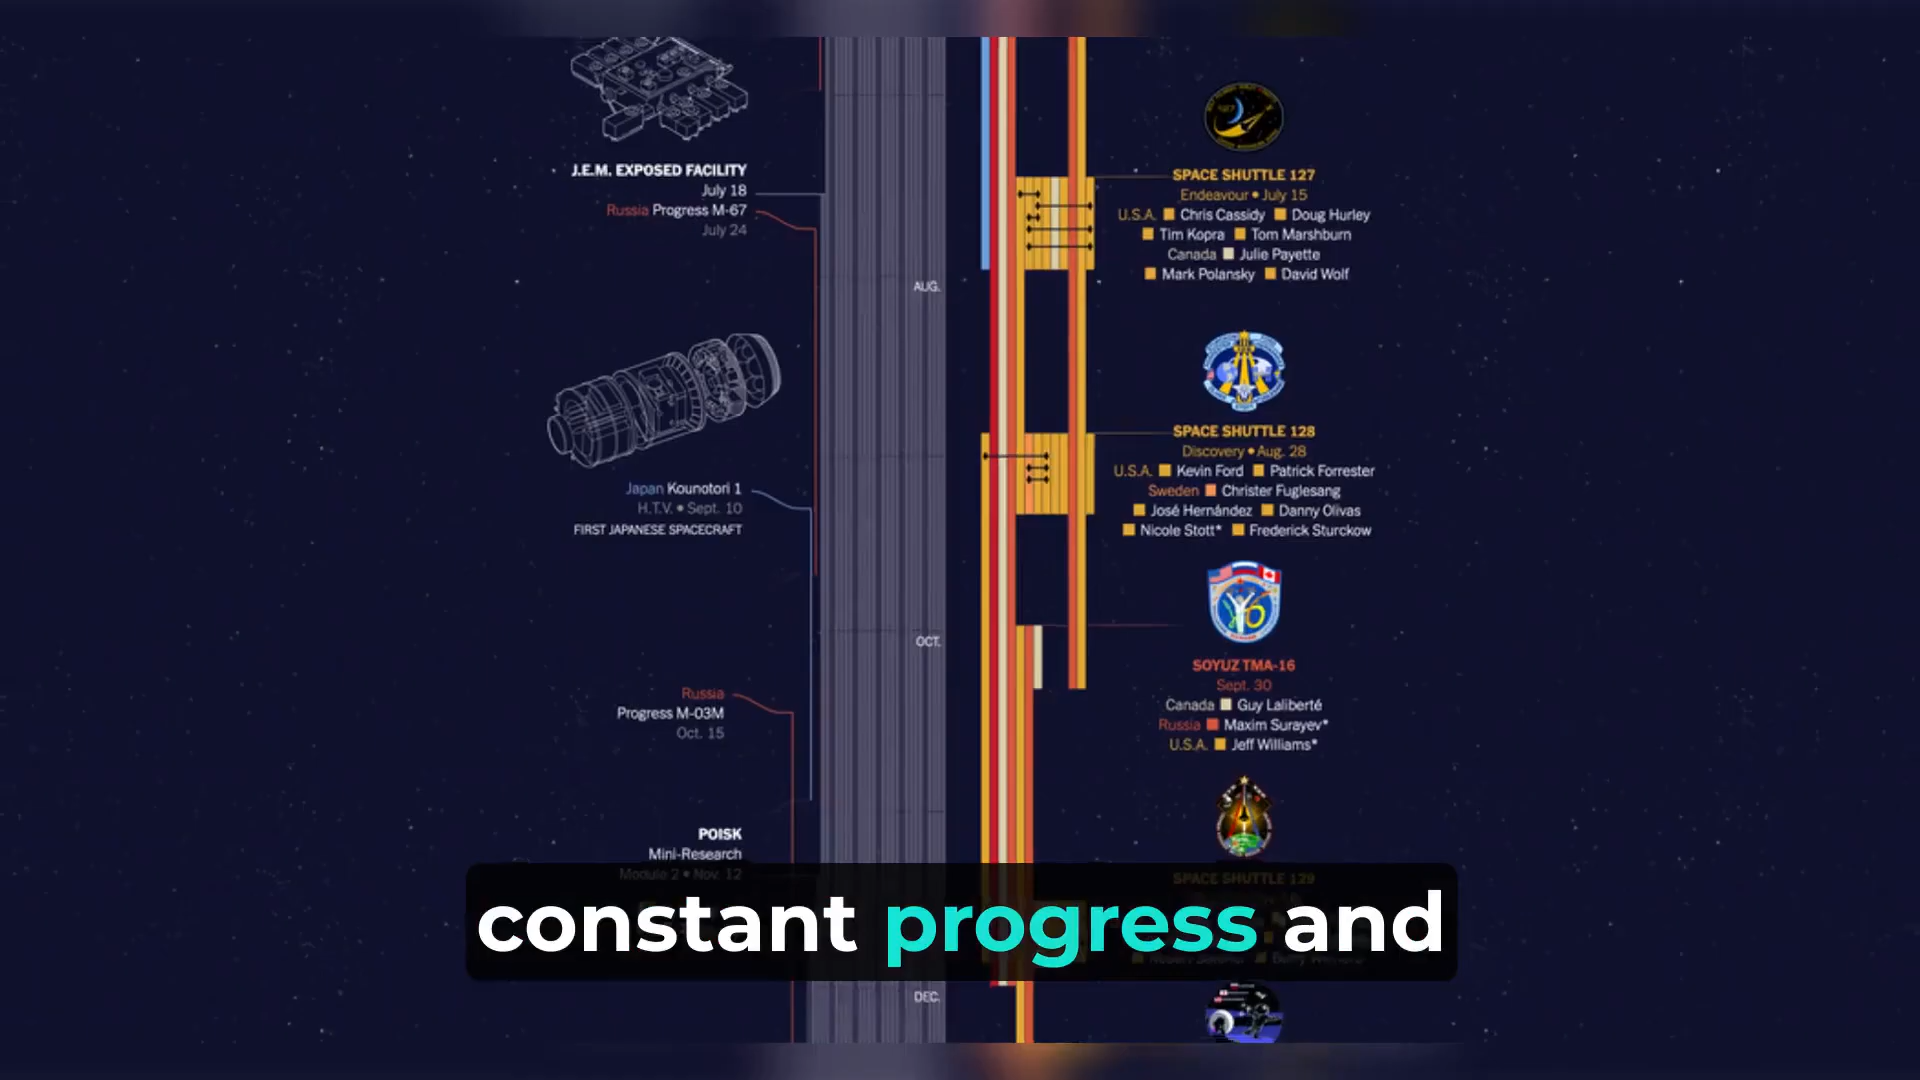 J.E.M. EXPOSED FACILITY
July 18
Russia Progress M-67
July 24
Japan Kounotori 1
H.T.V. • Sept. 10
FIRST JAPANESE SPACECRAFT
Russia
Progress M-03M
Oct. 15
POISK
Mini-Research
Module 2 • Nov. 12
AUG.
OCT.
DEC.
SPACE SHUTTLE 127
Endeavour • July 15
U.S.A. Chris Cassidy Doug Hurley
Tim Kopra Tom Marshburn
Canada Julie Payette
Mark Polansky David Wolf
SPACE SHUTTLE 128
Discovery • Aug. 28
U.S.A. Kevin Ford Patrick Forrester
Sweden Christer Fuglesang
José Hernández Danny Olivas
Nicole Stott* Frederick Sturckow
SOYUZ TMA-16
Sept. 30
Canada Guy Laliberté
Russia Maxim Surayev*
U.S.A. Jeff Williams*
SPACE SHUTTLE 129
constant progress and